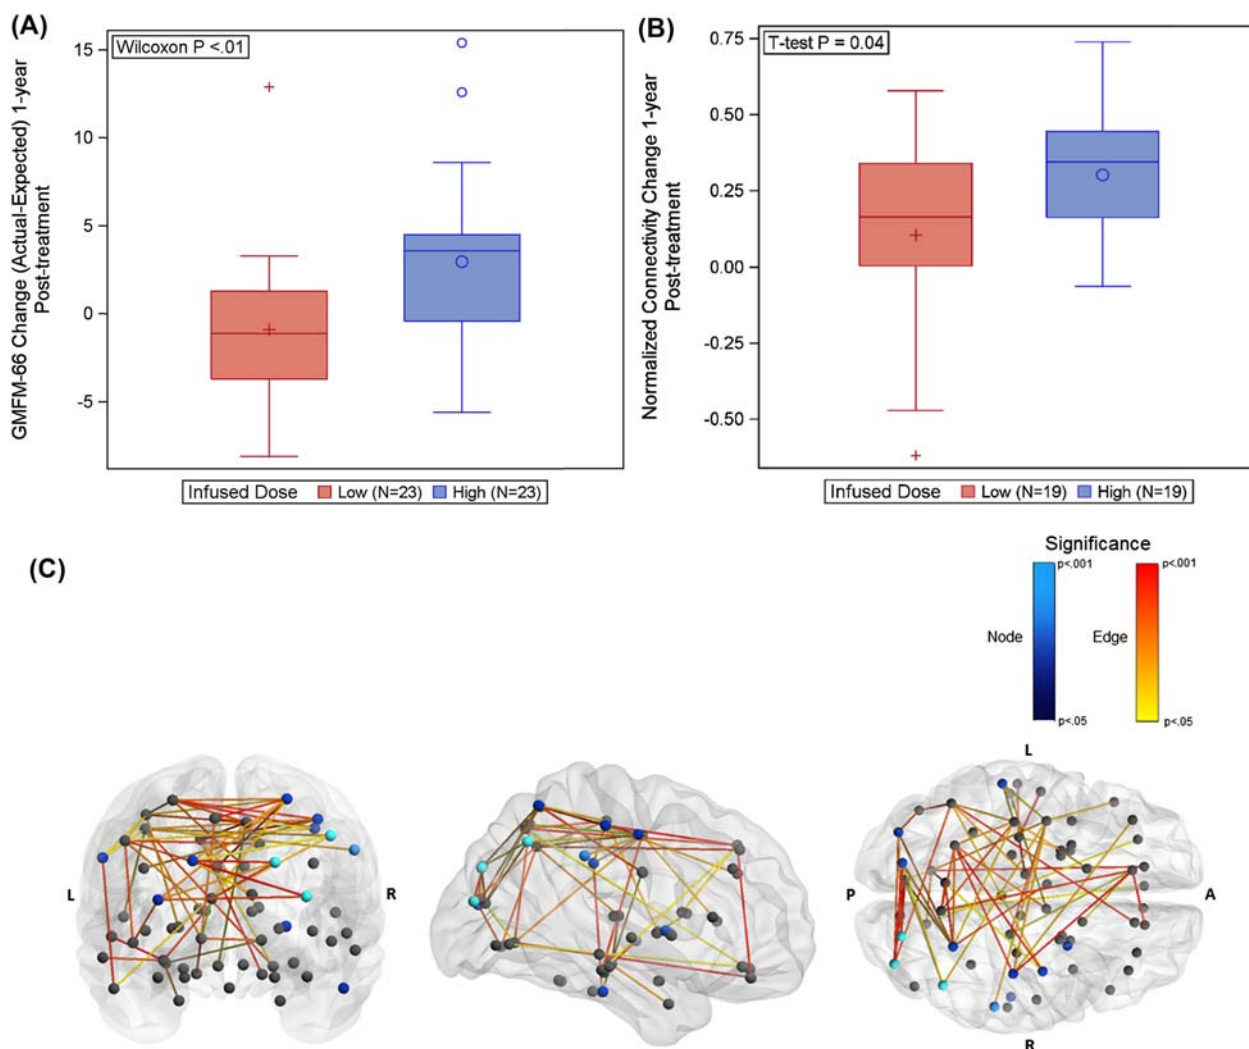 (A)
Wilcoxon P <.01
GMFM-66 Change (Actual-Expected) 1-year
Post-treatment
15
10
5
0
-5
Infused Dose Low (N=23) High (N=23)
(B)
T-test P = 0.04
Normalized Connectivity Change 1-year
Post-treatment
0.75
0.50
0.25
0.00
-0.25
-0.50
Infused Dose Low (N=19) High (N=19)
(C)
Significance
p<.001 p<.001
Node Edge
p<.05 p<.05
L R
L
P A
R